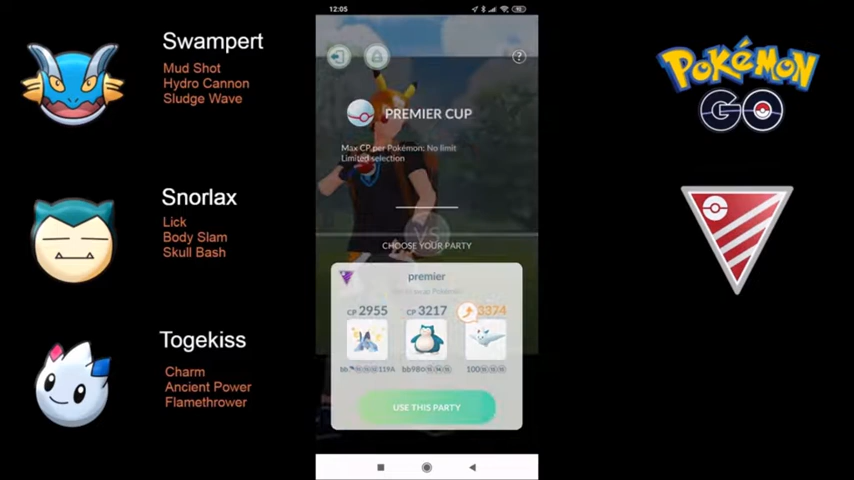 Swampert
Mud Shot
Hydro Cannon
Sludge Wave
Snorlax
Lick
Body Slam
Skull Bash
Togekiss
Charm
Ancient Power
Flamethrower
12:05
?
PREMIER CUP
Max CP per Pokémon: No limit
Limited selection
VS
CHOOSE YOUR PARTY
premier
CP 2955
CP 3217
3374
USE THIS PARTY
POKÉMON
GO